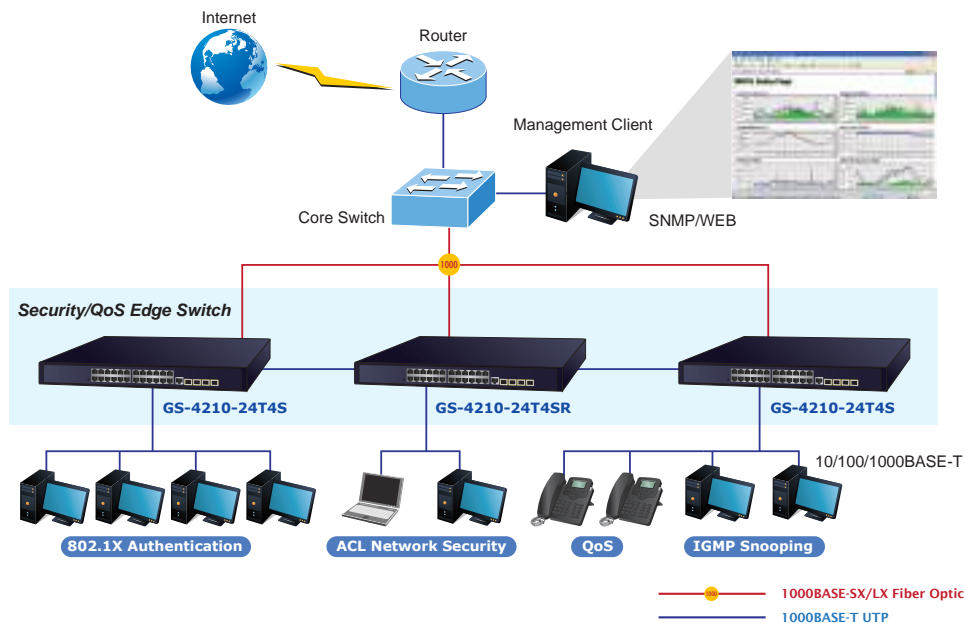 Internet
Router
Management Client
Core Switch
SNMP/WEB
1000
Security/QoS Edge Switch
GS-4210-24T4S
GS-4210-24T4SR
GS-4210-24T4S
10/100/1000BASE-T
802.1X Authentication
ACL Network Security
QoS
IGMP Snooping
1000
1000BASE-SX/LX Fiber Optic
1000BASE-T UTP